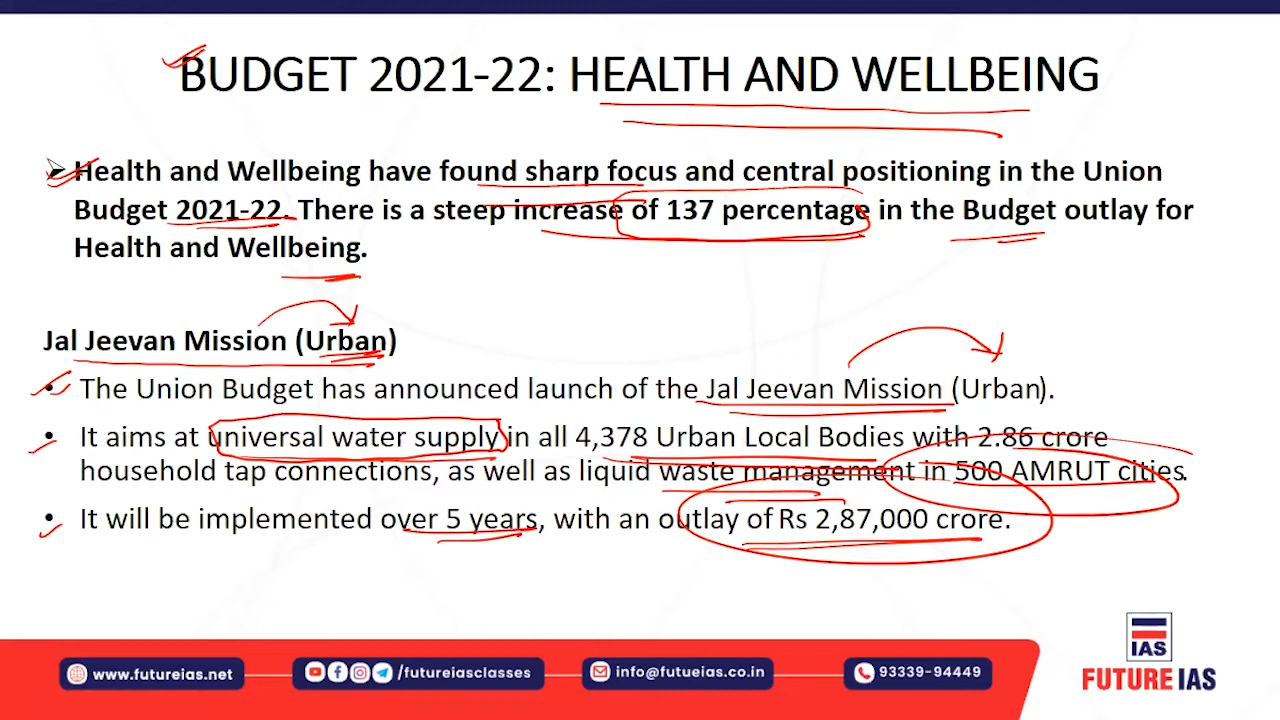 BUDGET 2021-22: HEALTH AND WELLBEING
Health and Wellbeing have found sharp focus and central positioning in the Union
Budget 2021-22. There is a steep increase of 137 percentage in the Budget outlay for
Health and Wellbeing.
Jal Jeevan Mission (Urban)
• The Union Budget has announced launch of the Jal Jeevan Mission (Urban).
• It aims at universal water supply in all 4,378 Urban Local Bodies with 2.86 crore
household tap connections, as well as liquid waste management in 500 AMRUT cities.
• It will be implemented over 5 years, with an outlay of Rs 2,87,000 crore.
IAS
www.futureias.net
/futureiasclasses
info@futueias.co.in
93339-94449
FUTURE IAS